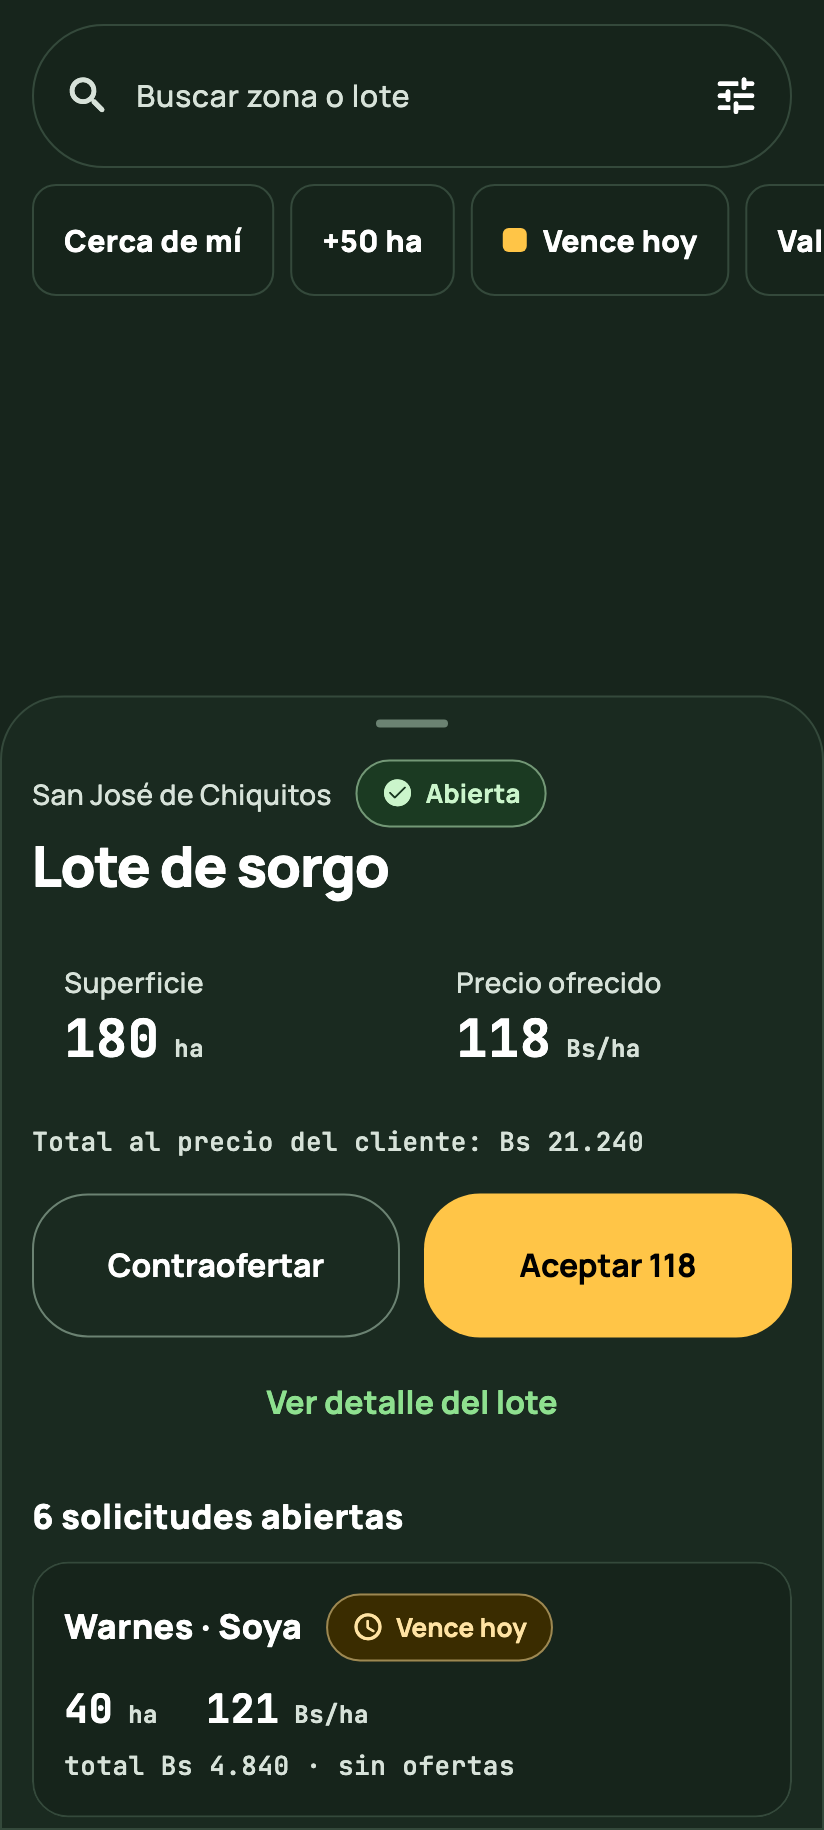 Buscar zona o lote
Cerca de mí
+50 ha
Vence hoy
Val
San José de Chiquitos
Abierta
Lote de sorgo
Superficie
Precio ofrecido
180 ha
118 Bs/ha
Total al precio del cliente: Bs 21.240
Contraofertar
Aceptar 118
Ver detalle del lote
6 solicitudes abiertas
Warnes · Soya
Vence hoy
40 ha 121 Bs/ha
total Bs 4.840 · sin ofertas